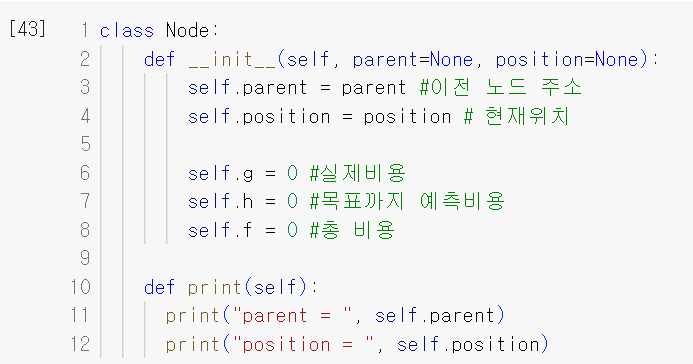 [43]
1 class Node:
2     def __init__(self, parent=None, position=None):
3         self.parent = parent #이전 노드 주소
4         self.position = position # 현재위치
5
6         self.g = 0 #실제비용
7         self.h = 0 #목표까지 예측비용
8         self.f = 0 #총 비용
9
10     def print(self):
11       print("parent = ", self.parent)
12       print("position = ", self.position)